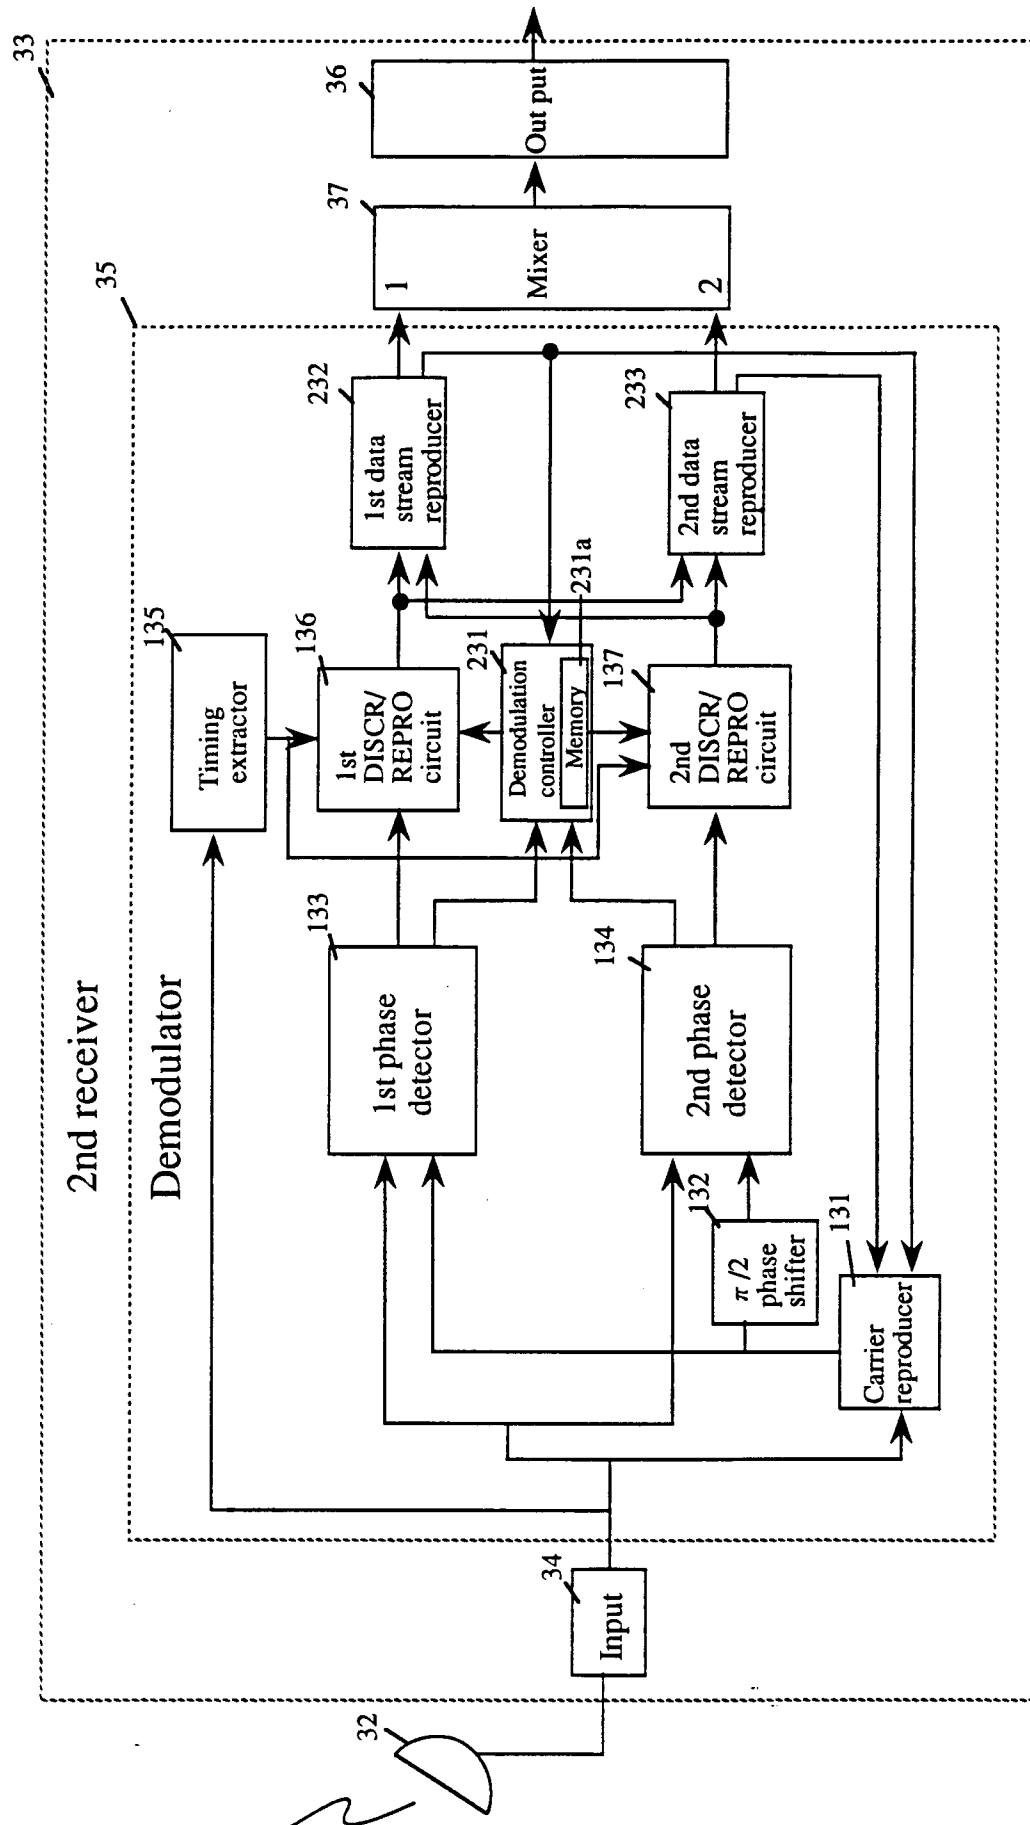 2nd receiver
33
Demodulator
35
32
34
Input
135
Timing
extractor
133
1st phase
detector
136
1st
DISCR/
REPRO
circuit
232
1st data
stream
reproducer
37
1
Mixer
2
36
Out put
231
Demodulation
controller
Memory
231a
134
2nd phase
detector
137
2nd
DISCR/
REPRO
circuit
233
2nd data
stream
reproducer
132
π/2
phase
shifter
131
Carrier
reproducer